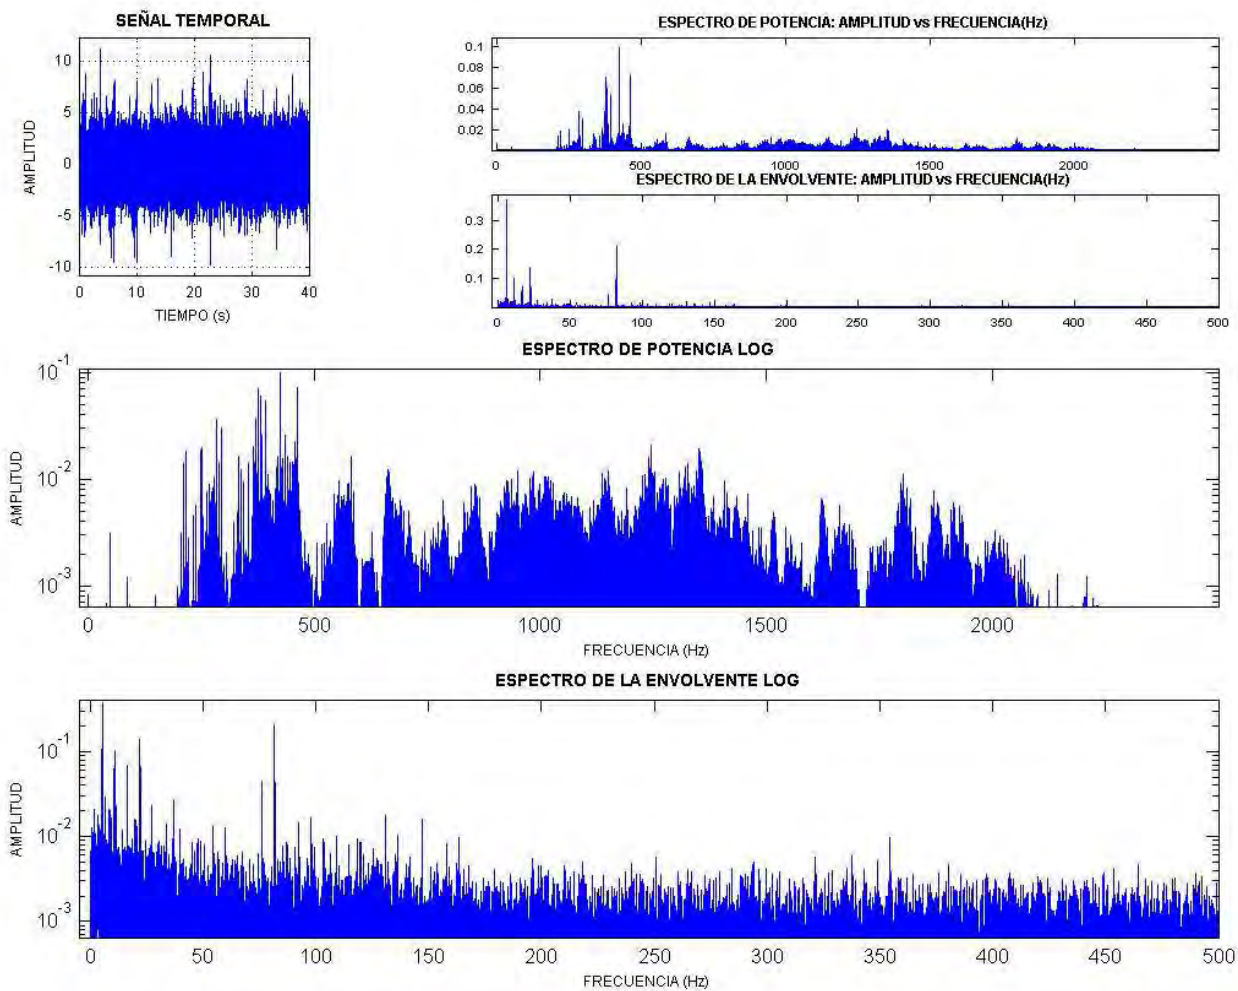 SEÑAL TEMPORAL
10
5
0
-5
-10
AMPLITUD
0 10 20 30 40
TIEMPO (s)
ESPECTRO DE POTENCIA: AMPLITUD vs FRECUENCIA(Hz)
0.1
0.08
0.06
0.04
0.02
0 500 1000 1500 2000
ESPECTRO DE LA ENVOLVENTE: AMPLITUD vs FRECUENCIA(Hz)
0.3
0.2
0.1
0 50 100 150 200 250 300 350 400 450 500
ESPECTRO DE POTENCIA LOG
10-1
10-2
10-3
AMPLITUD
0 500 1000 1500 2000
FRECUENCIA (Hz)
ESPECTRO DE LA ENVOLVENTE LOG
10-1
10-2
10-3
AMPLITUD
0 50 100 150 200 250 300 350 400 450 500
FRECUENCIA (Hz)